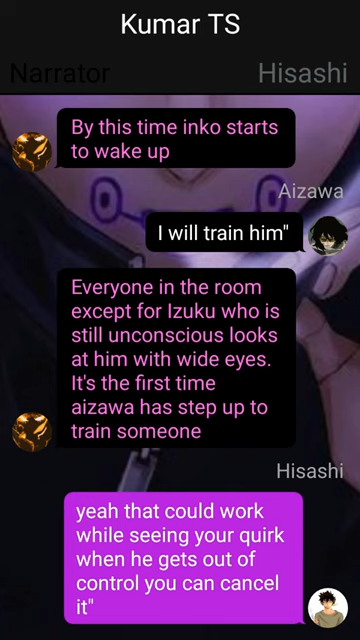 Kumar TS
Narrator
Hisashi
By this time inko starts
to wake up
Aizawa
I will train him"
Everyone in the room
except for Izuku who is
still unconscious looks
at him with wide eyes.
It's the first time
aizawa has step up to
train someone
Hisashi
yeah that could work
while seeing your quirk
when he gets out of
control you can cancel
it"